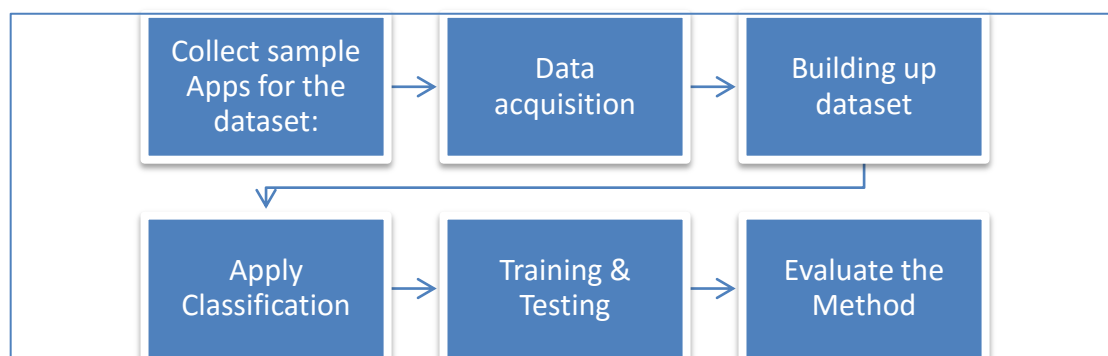 Collect sample
Apps for the
dataset:
Data
acquisition
Building up
dataset
Apply
Classification
Training &
Testing
Evaluate the
Method